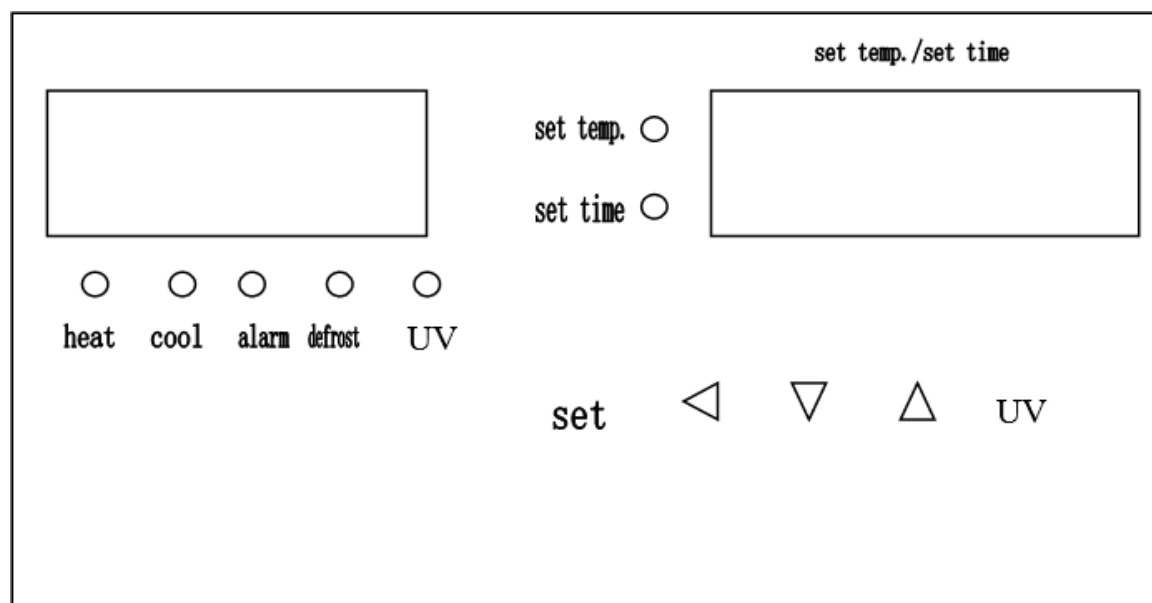 set temp./set time
set temp.
set time
heat cool alarm defrost UV
set UV